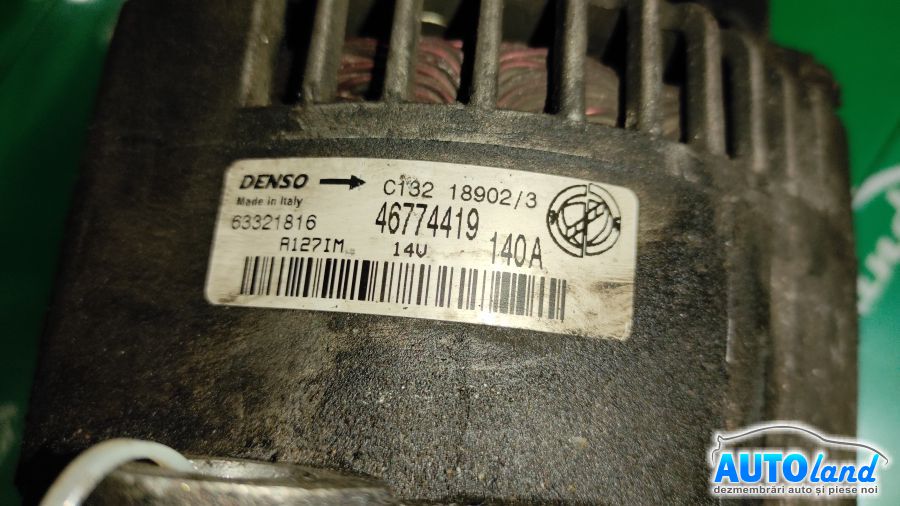 DENSO → C132 18902/3
Made in Italy
63321816 46774419
A127IM 14V 140A
AUTOland
dezmembrări auto și piese noi